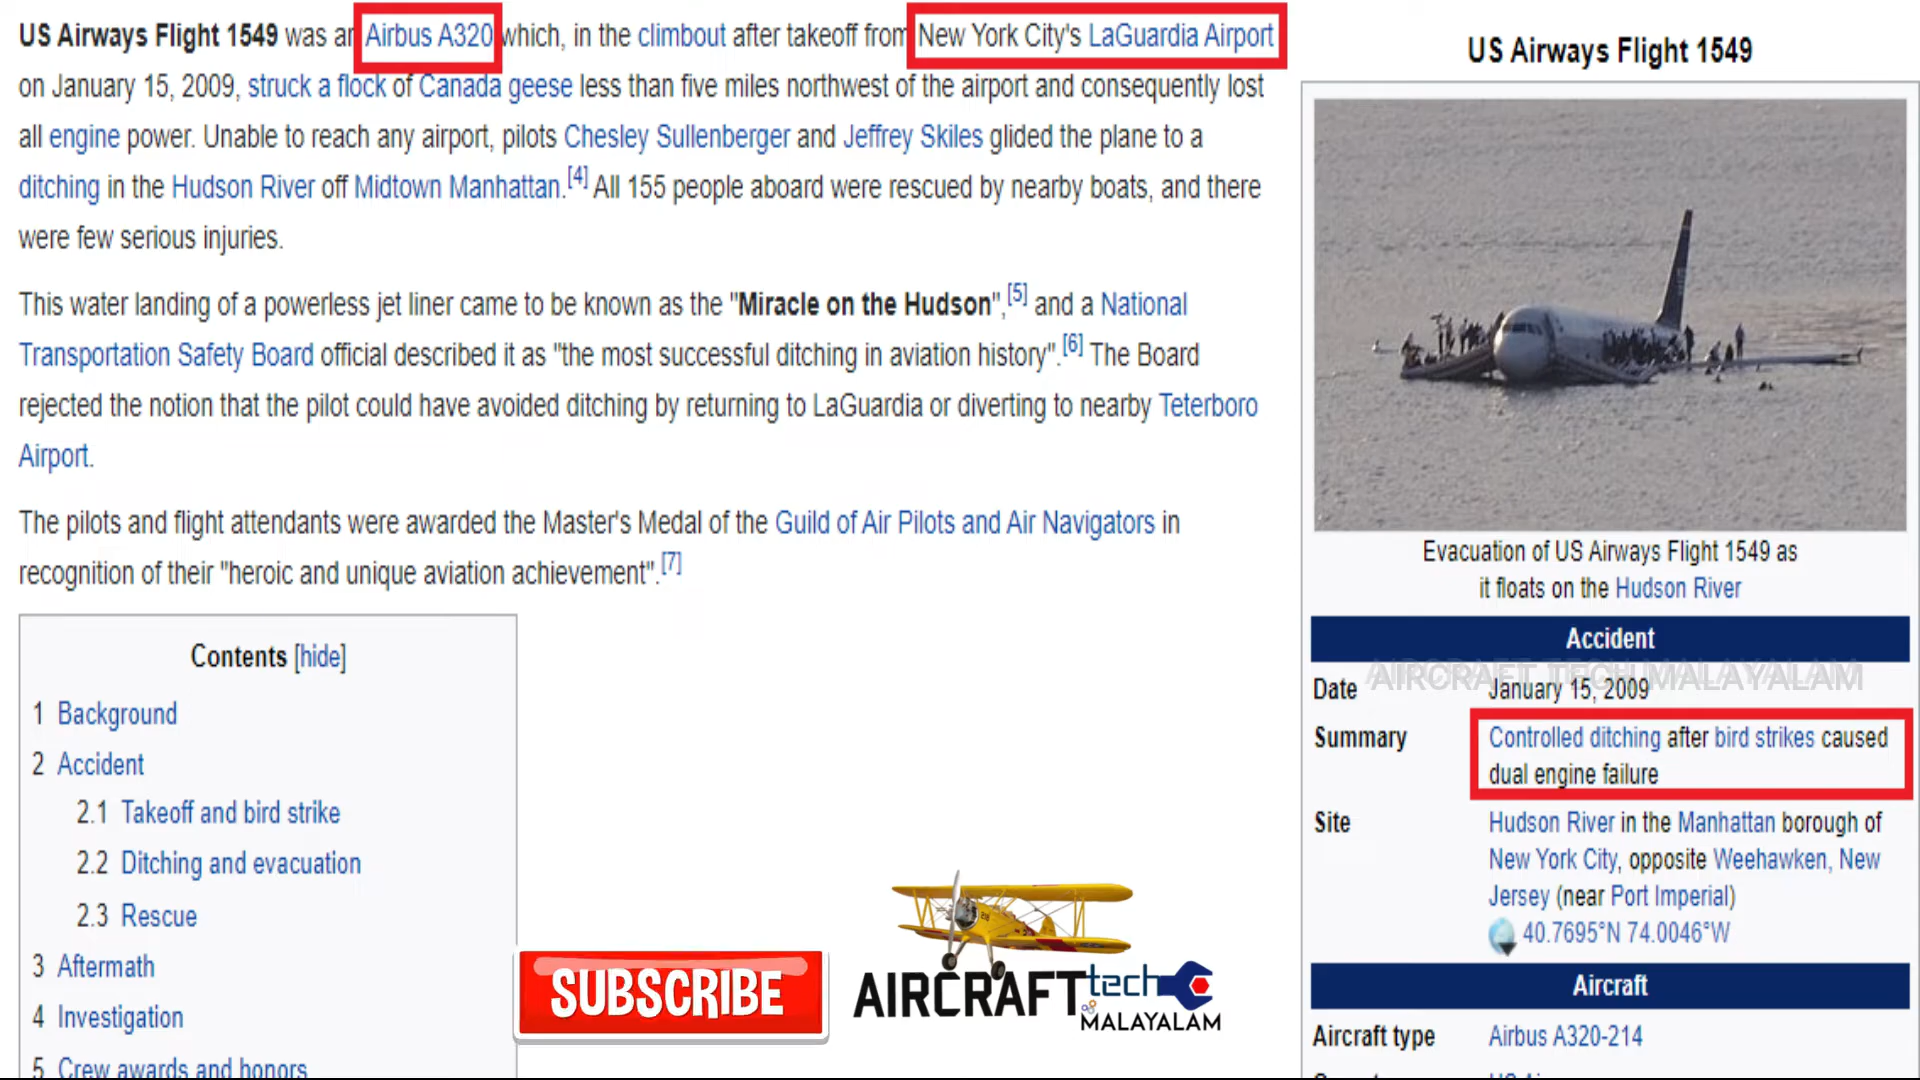 US Airways Flight 1549 was an Airbus A320 which, in the climbout after takeoff from New York City's LaGuardia Airport
on January 15, 2009, struck a flock of Canada geese less than five miles northwest of the airport and consequently lost
all engine power. Unable to reach any airport, pilots Chesley Sullenberger and Jeffrey Skiles glided the plane to a
ditching in the Hudson River off Midtown Manhattan.[4] All 155 people aboard were rescued by nearby boats, and there
were few serious injuries.
This water landing of a powerless jet liner came to be known as the "Miracle on the Hudson",[5] and a National
Transportation Safety Board official described it as "the most successful ditching in aviation history".[6] The Board
rejected the notion that the pilot could have avoided ditching by returning to LaGuardia or diverting to nearby Teterboro
Airport.
The pilots and flight attendants were awarded the Master's Medal of the Guild of Air Pilots and Air Navigators in
recognition of their "heroic and unique aviation achievement".[7]
Contents [hide]
1 Background
2 Accident
2.1 Takeoff and bird strike
2.2 Ditching and evacuation
2.3 Rescue
3 Aftermath
4 Investigation
5 Crew awards and honors
SUBSCRIBE
AIRCRAFT tech
MALAYALAM
US Airways Flight 1549
Evacuation of US Airways Flight 1549 as
it floats on the Hudson River
Accident
AIRCRAFT TECH MALAYALAM
Date January 15, 2009
Summary Controlled ditching after bird strikes caused
dual engine failure
Site Hudson River in the Manhattan borough of
New York City, opposite Weehawken, New
Jersey (near Port Imperial)
40.7695°N 74.0046°W
Aircraft
Aircraft type Airbus A320-214